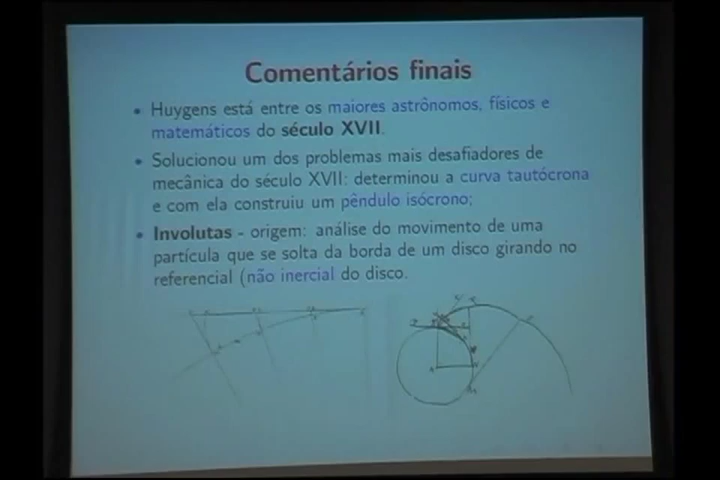 Comentários finais
• Huygens está entre os maiores astrônomos, físicos e
matemáticos do século XVII.
• Solucionou um dos problemas mais desafiadores de
mecânica do século XVII: determinou a curva tautócrona
e com ela construiu um pêndulo isócrono;
• Involutas - origem: análise do movimento de uma
partícula que se solta da borda de um disco girando no
referencial (não inercial do disco.